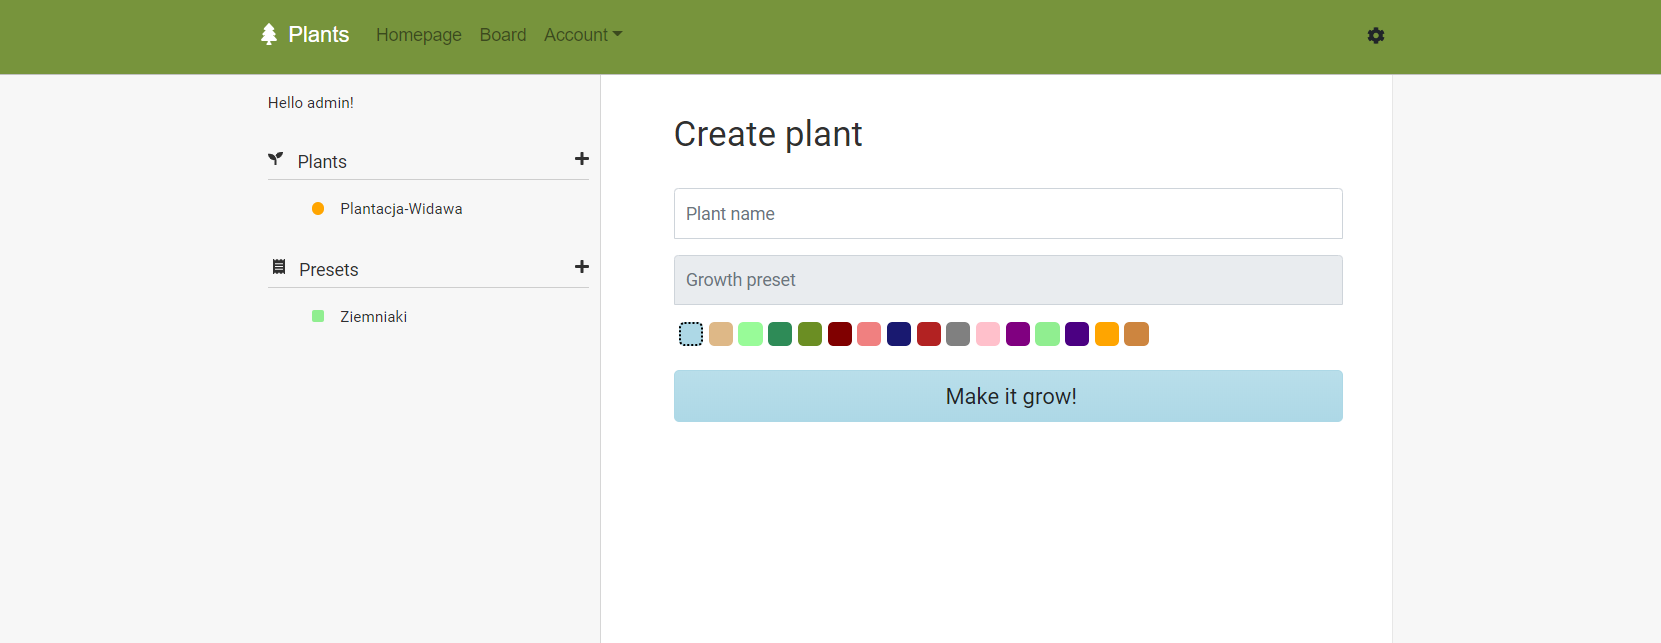 Plants Homepage Board Account
Hello admin!
Plants
Plantacja-Widawa
Presets
Ziemniaki
Create plant
Plant name
Growth preset
Make it grow!